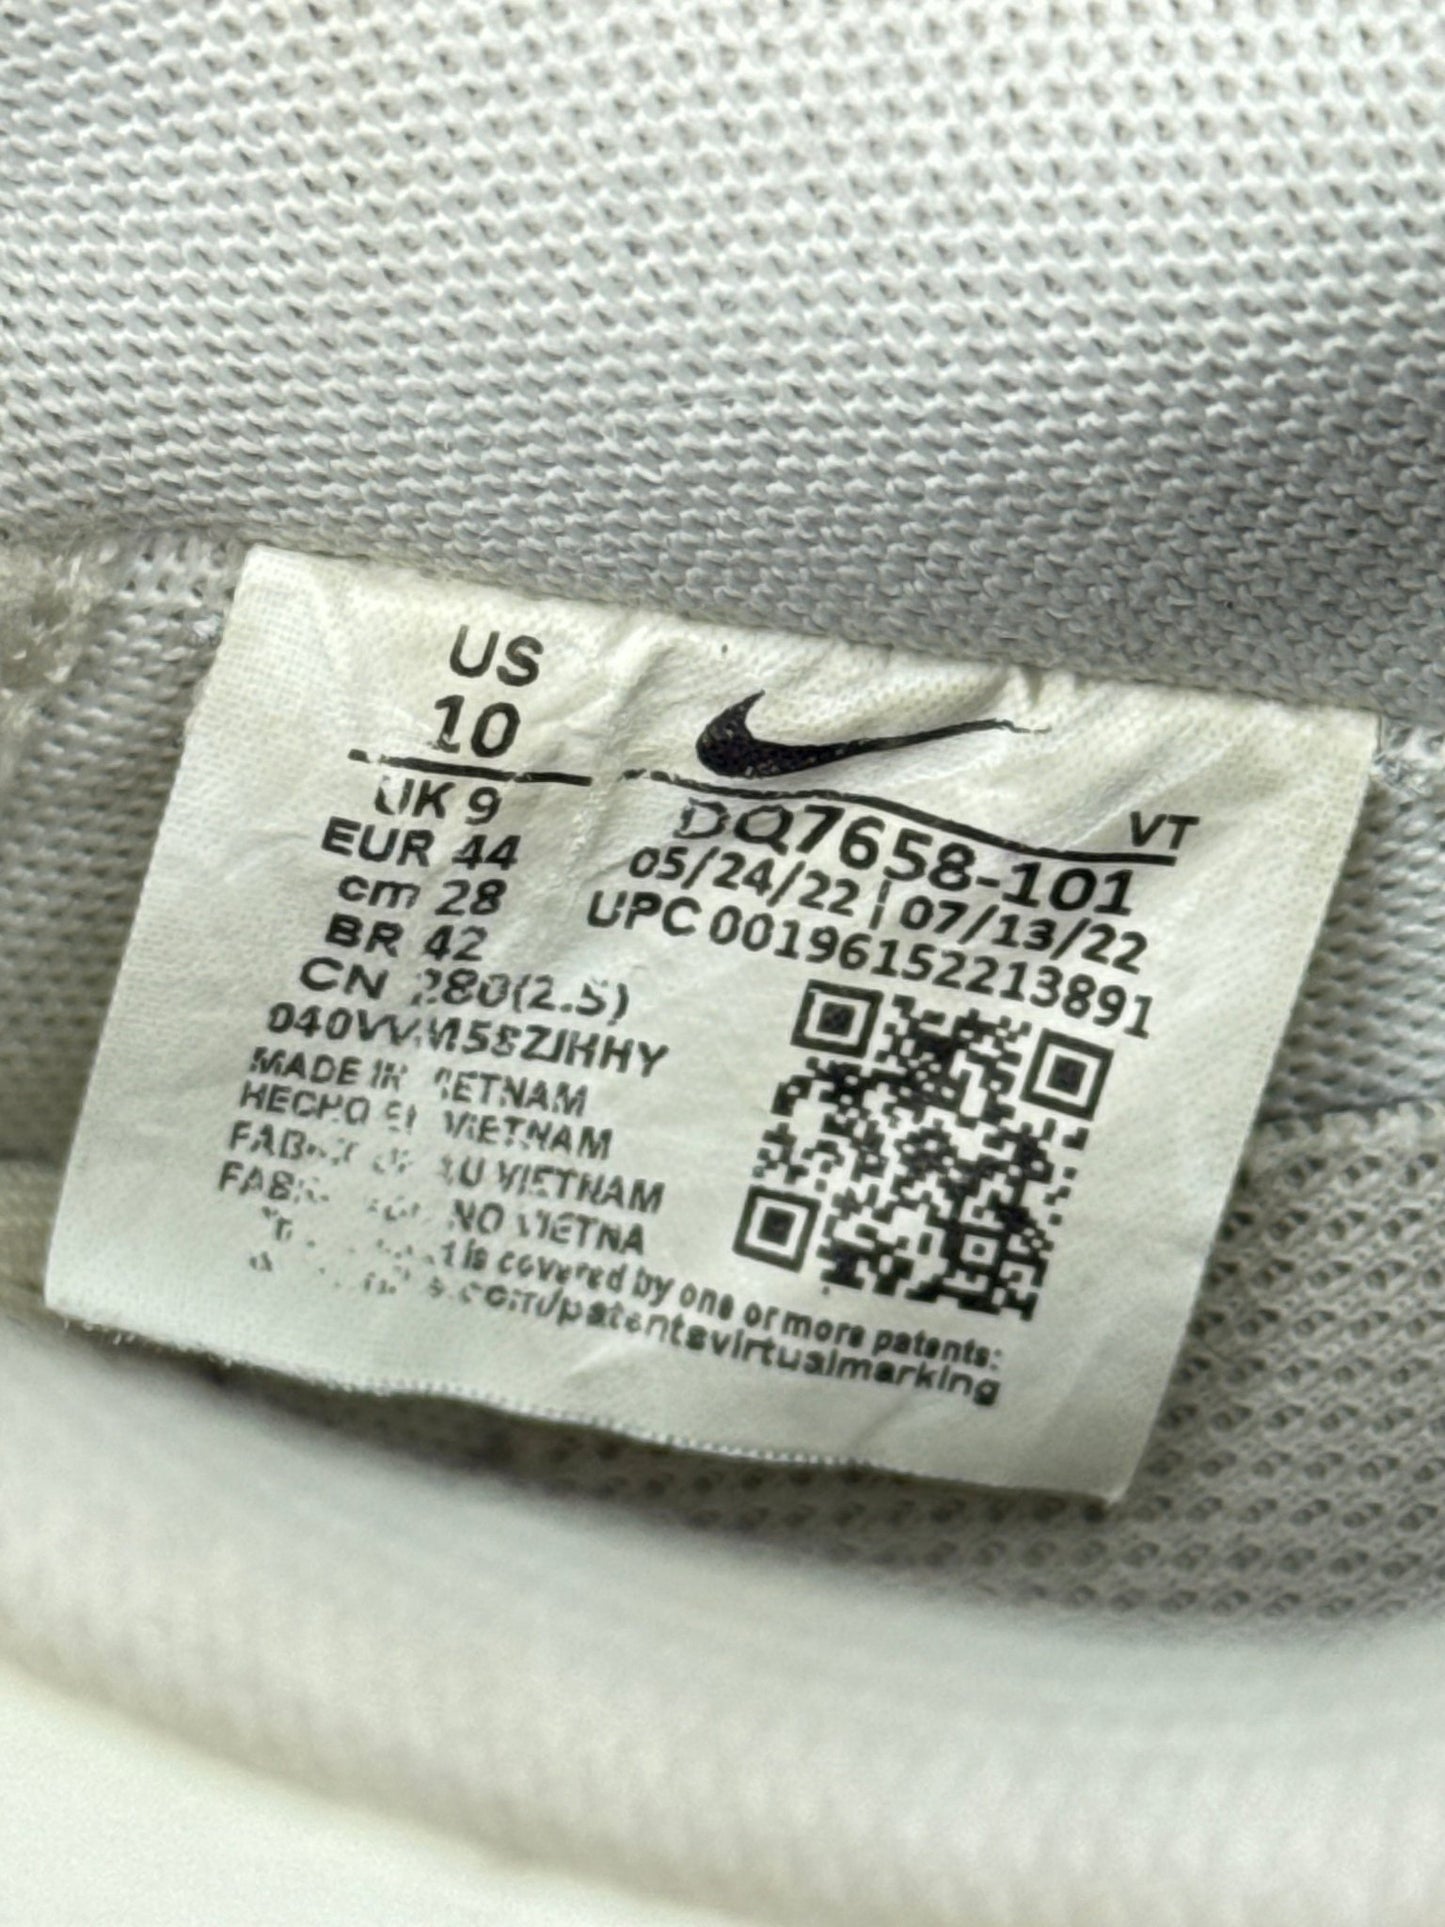 US
10
UK 9
EUR 44
cm 28
BR 42
CN 280(2.5)
MADE IN VIETNAM
HECHO EN VIETNAM
AU VIETNAM
NO VIETNA
is covered by one or more patents:
.com/patentsvirtualmarking
VT
DQ7658-101
05/24/22 | 07/13/22
UPC 00196152213891